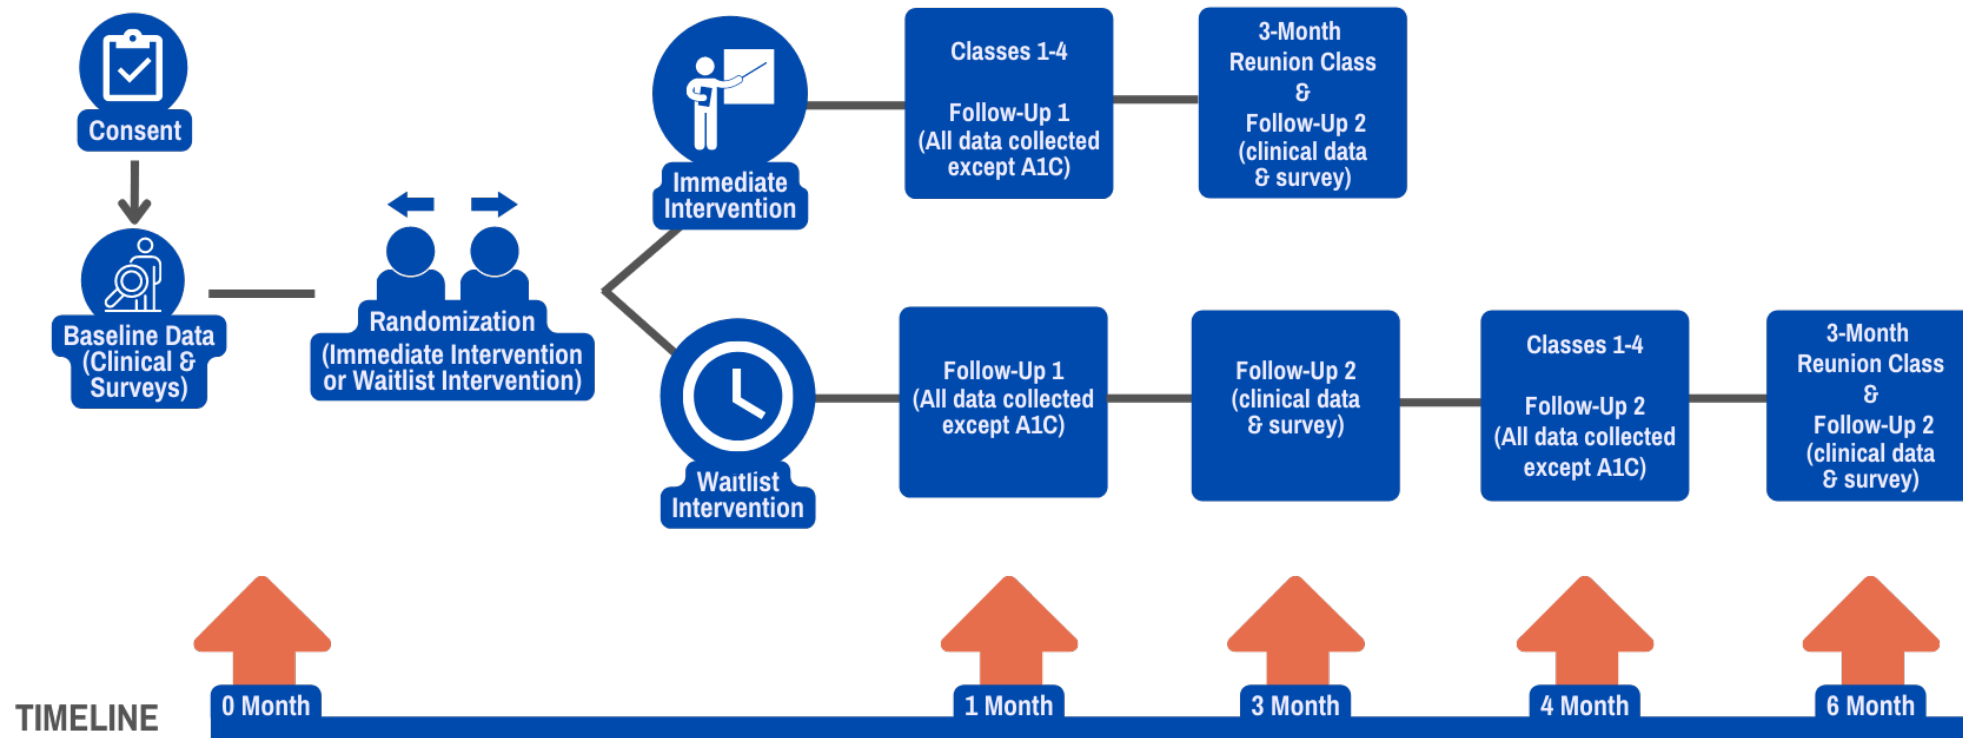 Consent
Baseline Data
(Clinical &
Surveys)
Randomization
(Immediate Intervention
or Waitlist Intervention)
Immediate
Intervention
Classes 1-4
Follow-Up 1
(All data collected
except A1C)
3-Month
Reunion Class
&
Follow-Up 2
(clinical data
& survey)
Waitlist
Intervention
Follow-Up 1
(All data collected
except A1C)
Follow-Up 2
(clinical data
& survey)
Classes 1-4
Follow-Up 2
(All data collected
except A1C)
3-Month
Reunion Class
&
Follow-Up 2
(clinical data
& survey)
TIMELINE
0 Month
1 Month
3 Month
4 Month
6 Month